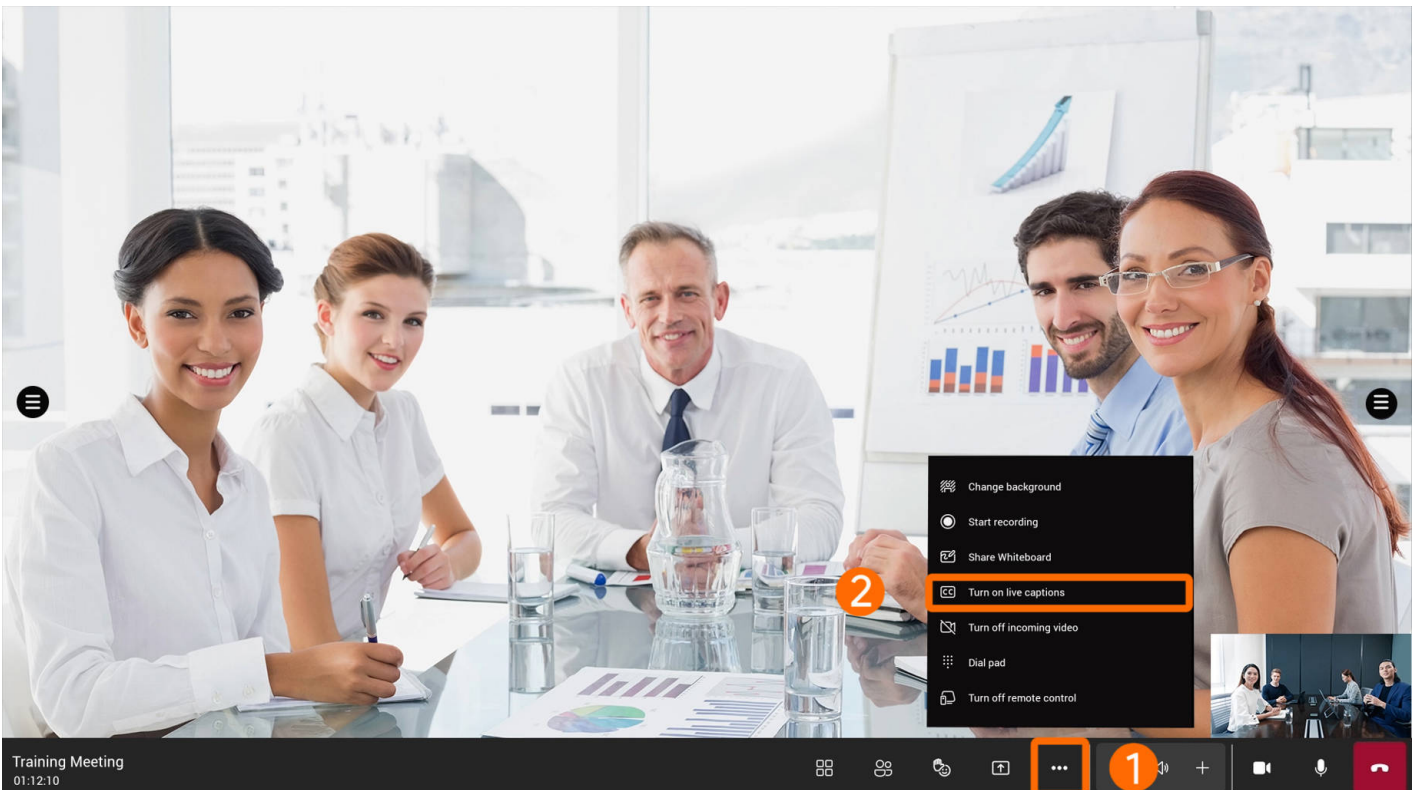 Change background
Start recording
Share Whiteboard
2
CC Turn on live captions
Turn off incoming video
Dial pad
Turn off remote control
Training Meeting
01:12:10
1